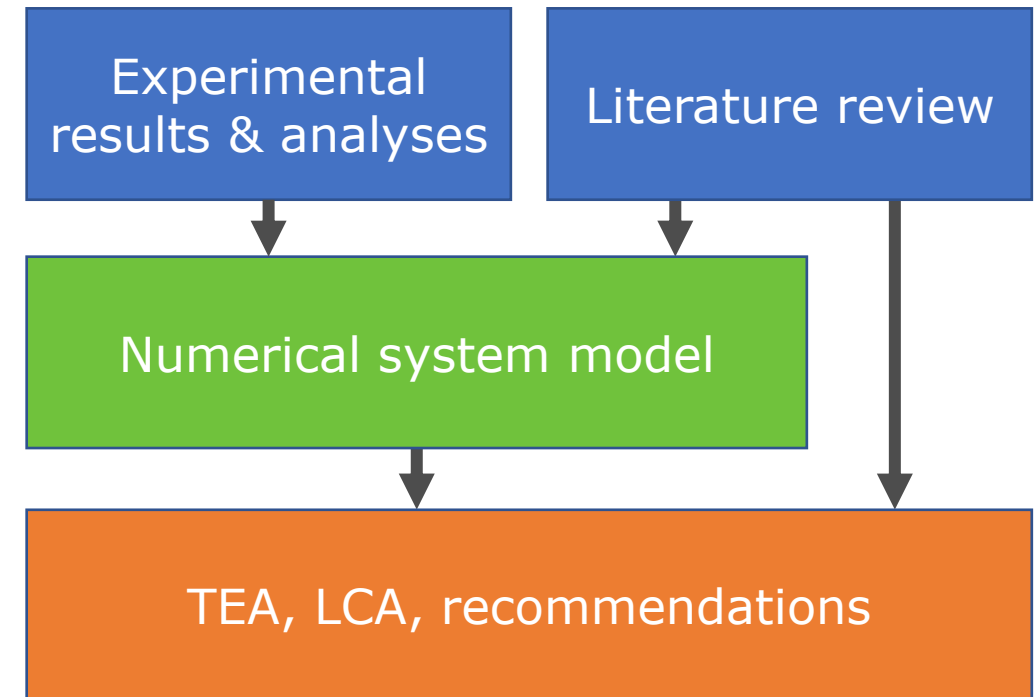 Experimental
results & analyses
Literature review
Numerical system model
TEA, LCA, recommendations